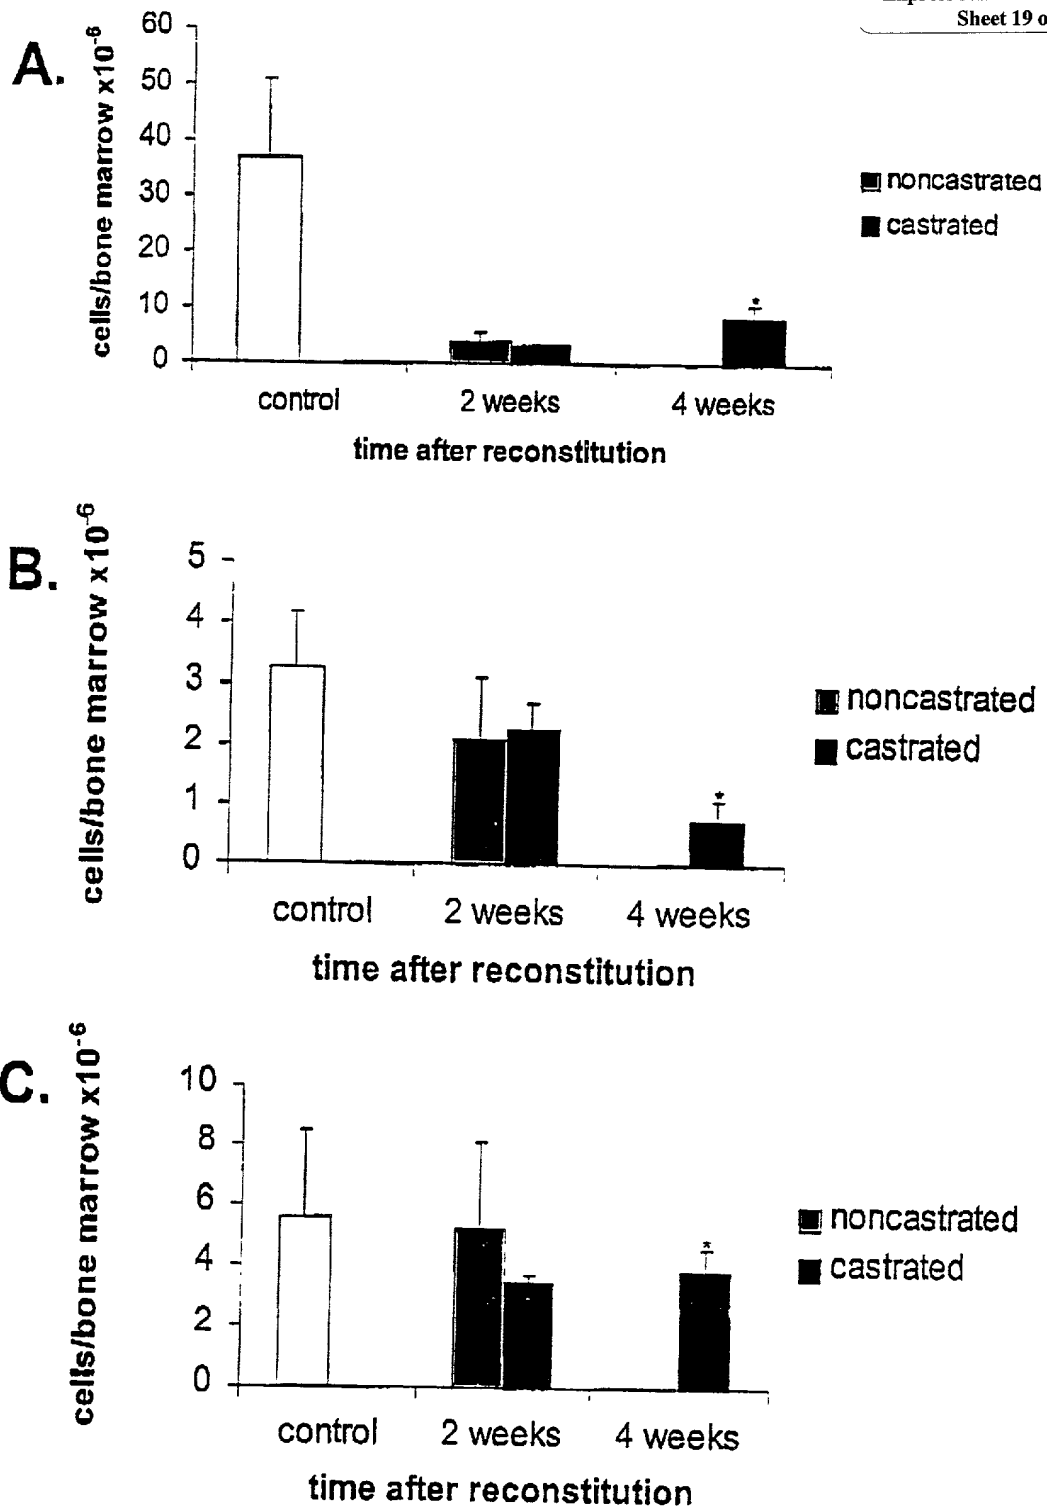 Sheet 19 o
A.
cells/bone marrow x10-6
60
50
40
30
20
10
0
*
control
2 weeks
4 weeks
time after reconstitution
noncastrated
castrated
B.
cells/bone marrow x10-6
5
4
3
2
1
0
*
control
2 weeks
4 weeks
time after reconstitution
noncastrated
castrated
C.
cells/bone marrow x10-6
10
8
6
4
2
0
*
control
2 weeks
4 weeks
time after reconstitution
noncastrated
castrated